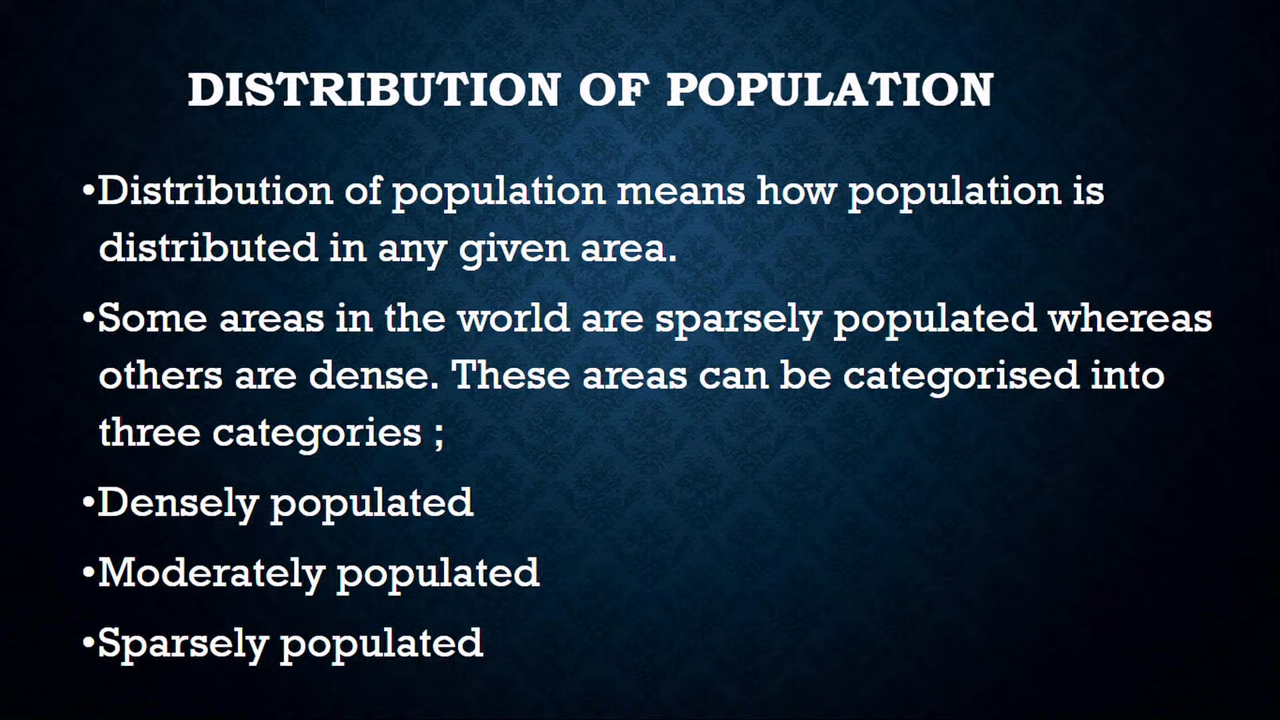 DISTRIBUTION OF POPULATION
•Distribution of population means how population is
distributed in any given area.
•Some areas in the world are sparsely populated whereas
others are dense. These areas can be categorised into
three categories ;
•Densely populated
•Moderately populated
•Sparsely populated